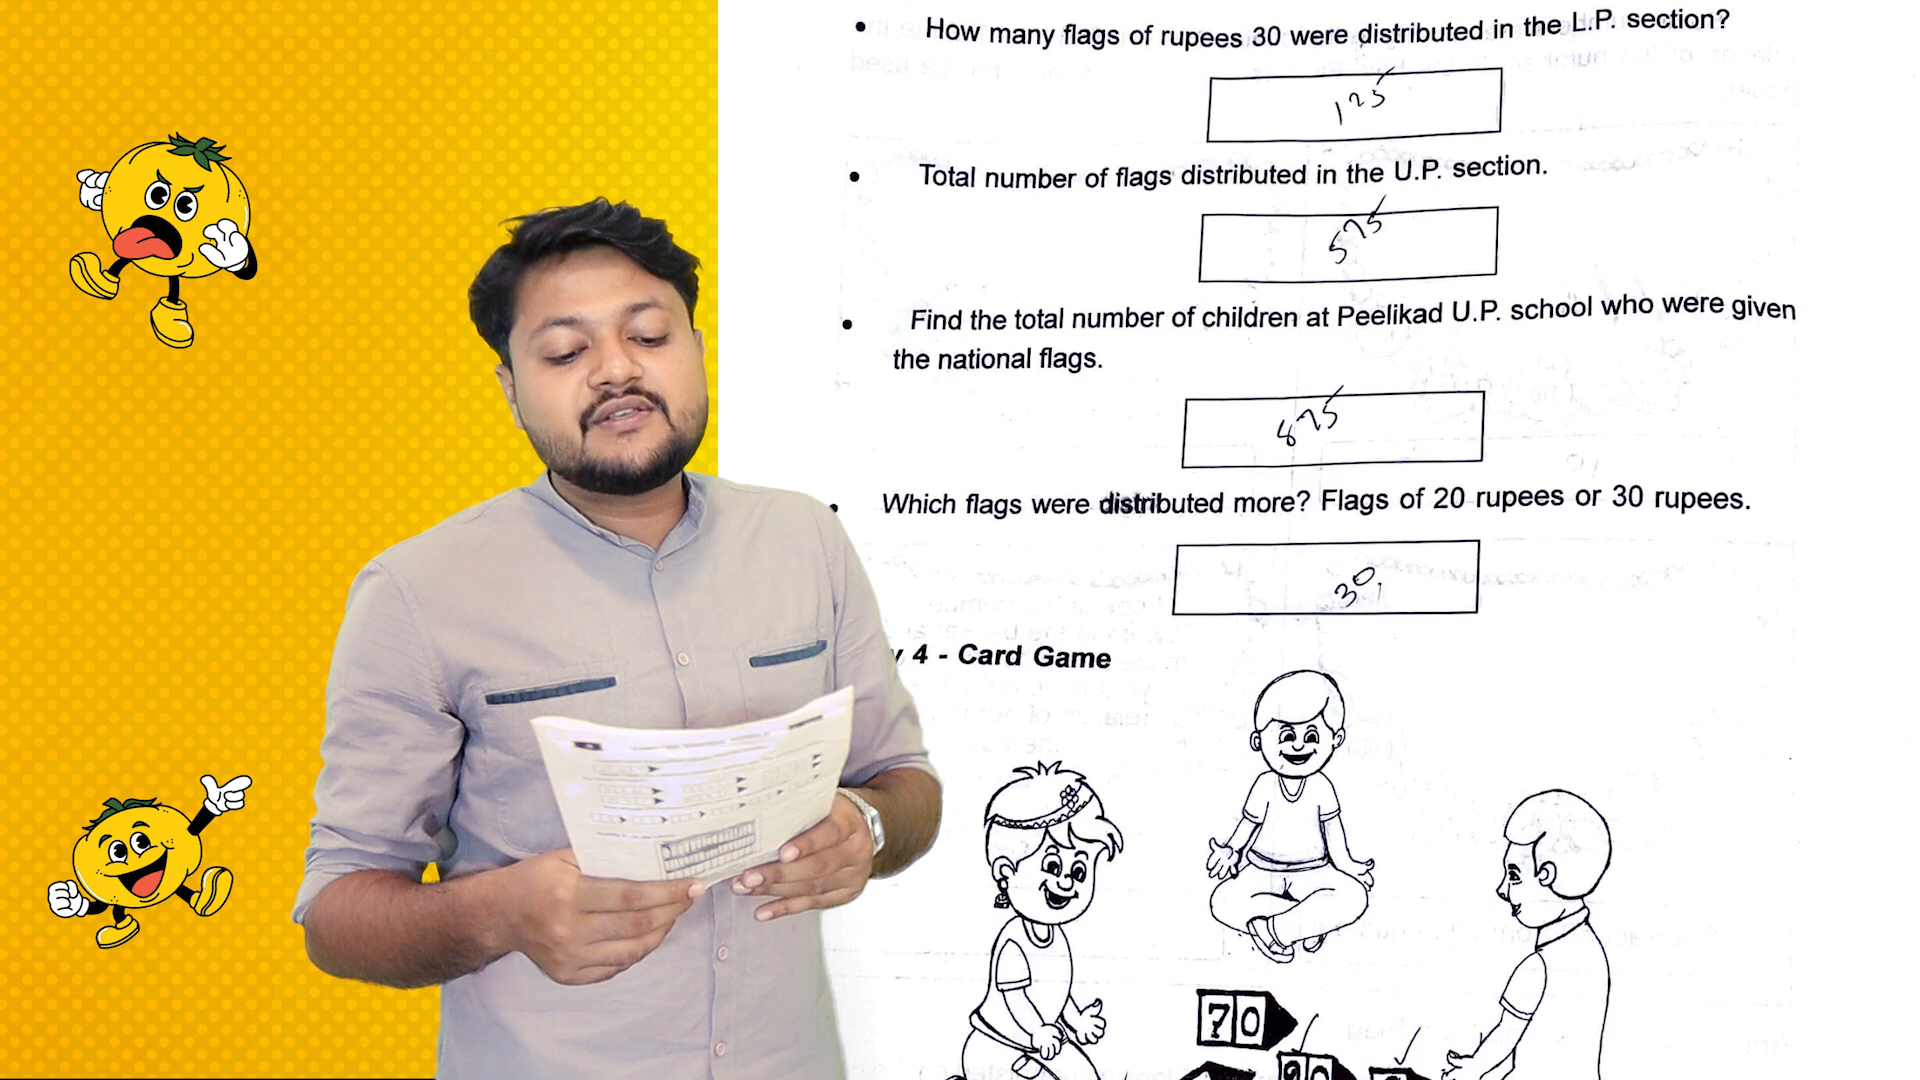 How many flags of rupees 30 were distributed in the L.P. section?
125
Total number of flags distributed in the U.P. section.
575
Find the total number of children at Peelikad U.P. school who were given
the national flags.
875
Which flags were distributed more? Flags of 20 rupees or 30 rupees.
30
4 - Card Game
70